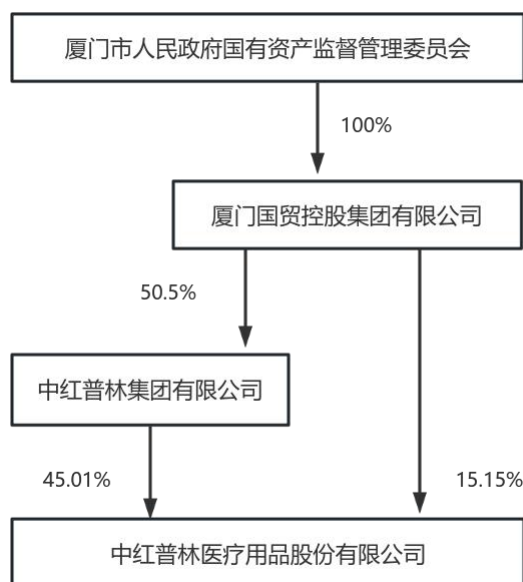 厦门市人民政府国有资产监督管理委员会
100%
厦门国贸控股集团有限公司
50.5%
中红普林集团有限公司
45.01%
15.15%
中红普林医疗用品股份有限公司